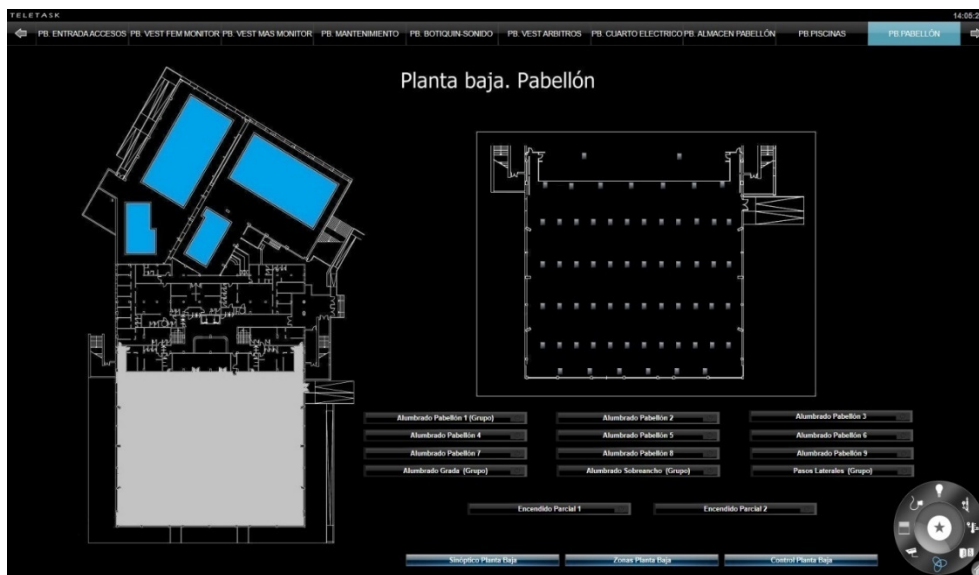 TELETASK
14:05:2
PB. ENTRADA ACCESOS PB. VEST FEM MONITOR PB. VEST MAS MONITOR PB. MANTENIMIENTO PB. BOTIQUIN-SONIDO PB. VEST ARBITROS PB. CUARTO ELECTRICO PB. ALMACEN PABELLÓN PB.PISCINAS PB.PABELLÓN
Planta baja. Pabellón
Alumbrado Pabellón 1 (Grupo) Alumbrado Pabellón 2 Alumbrado Pabellón 3
Alumbrado Pabellón 4 Alumbrado Pabellón 5 Alumbrado Pabellón 6
Alumbrado Pabellón 7 Alumbrado Pabellón 8 Alumbrado Pabellón 9
Alumbrado Grada (Grupo) Alumbrado Sobreancho (Grupo) Pasos Laterales (Grupo)
Encendido Parcial 1 Encendido Parcial 2
Sinóptico Planta Baja Zonas Planta Baja Control Planta Baja